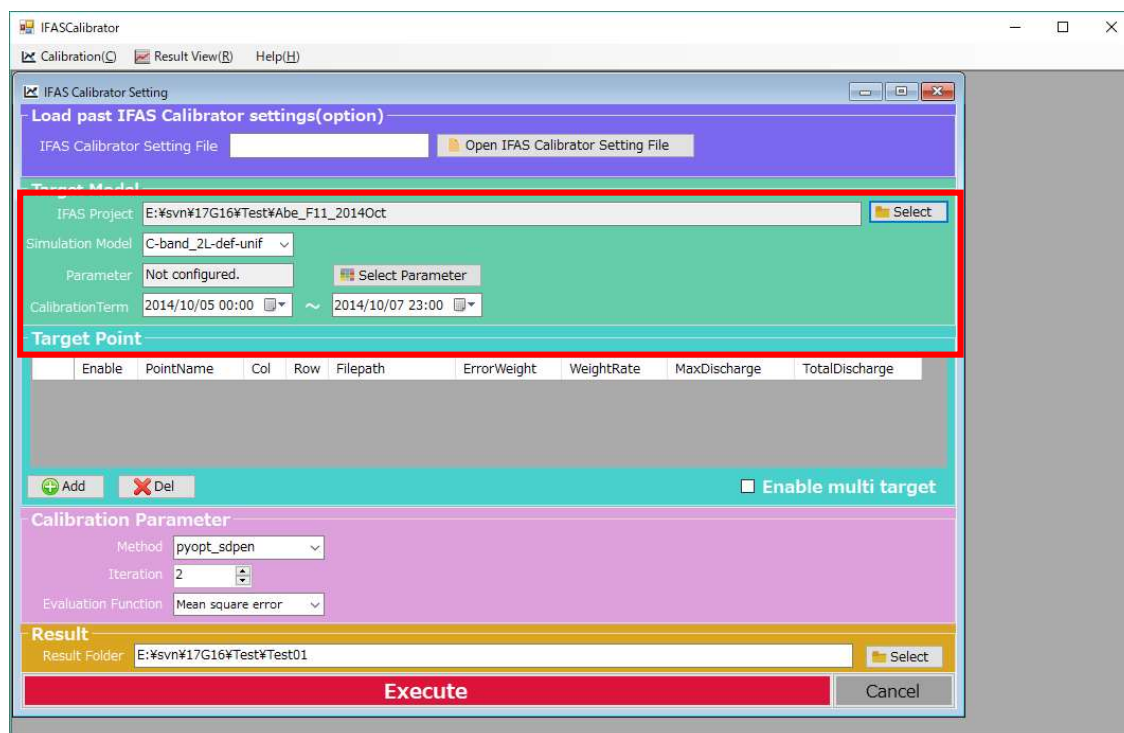 IFASCalibrator
Calibration(C) Result View(R) Help(H)
IFAS Calibrator Setting
Load past IFAS Calibrator settings(option)
IFAS Calibrator Setting File Open IFAS Calibrator Setting File
Target Model
IFAS Project E:¥svn¥17G16¥Test¥Abe_F11_2014Oct Select
Simulation Model C-band_2L-def-unif
Parameter Not configured. Select Parameter
CalibrationTerm 2014/10/05 00:00 ～ 2014/10/07 23:00
Target Point
Enable PointName Col Row Filepath ErrorWeight WeightRate MaxDischarge TotalDischarge
Add Del Enable multi target
Calibration Parameter
Method pyopt_sdpen
Iteration 2
Evaluation Function Mean square error
Result
Result Folder E:¥svn¥17G16¥Test¥Test01 Select
Execute Cancel